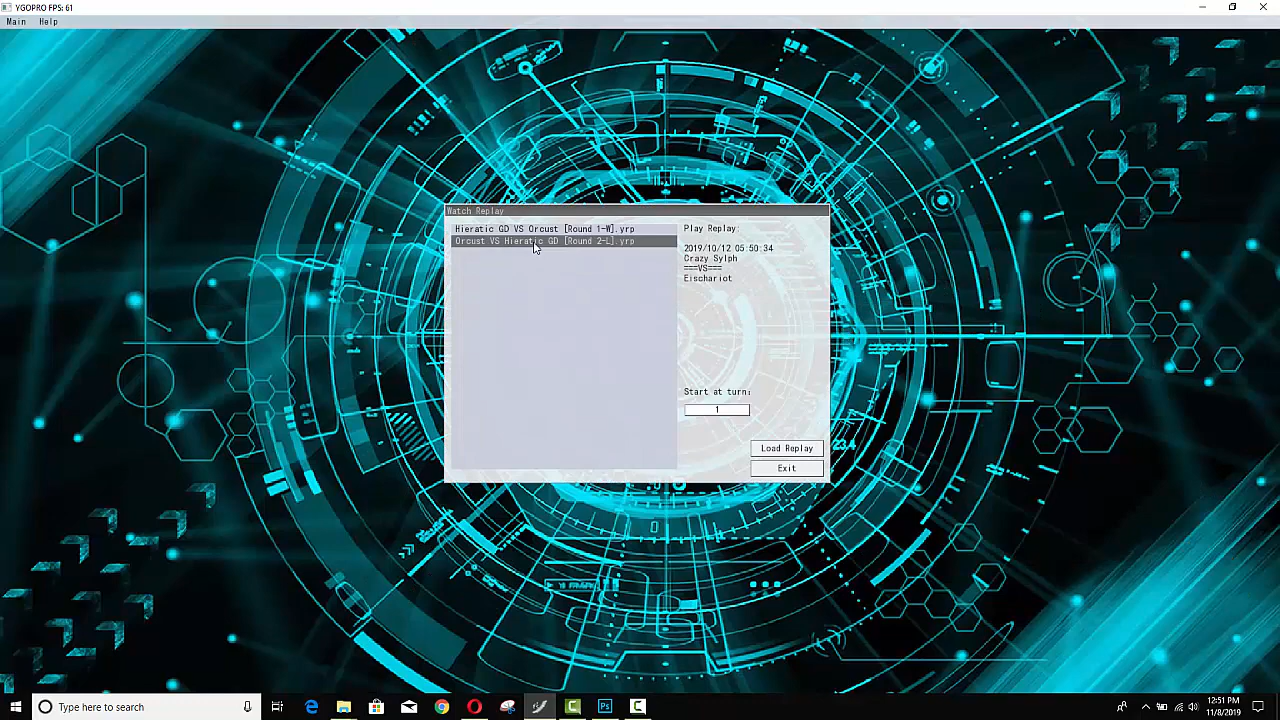 YGOPRO FPS: 61
Main Help
Watch Replay
Hieratic GD VS Orcust [Round 1-W].yrp
Orcust VS Hieratic GD [Round 2-L].yrp
Play Replay:
2019/10/12 05:50:34
Crazy Sylph
===VS===
Eischariot
Start at turn:
1
Load Replay
Exit
Type here to search
12:51 PM
11/8/2019